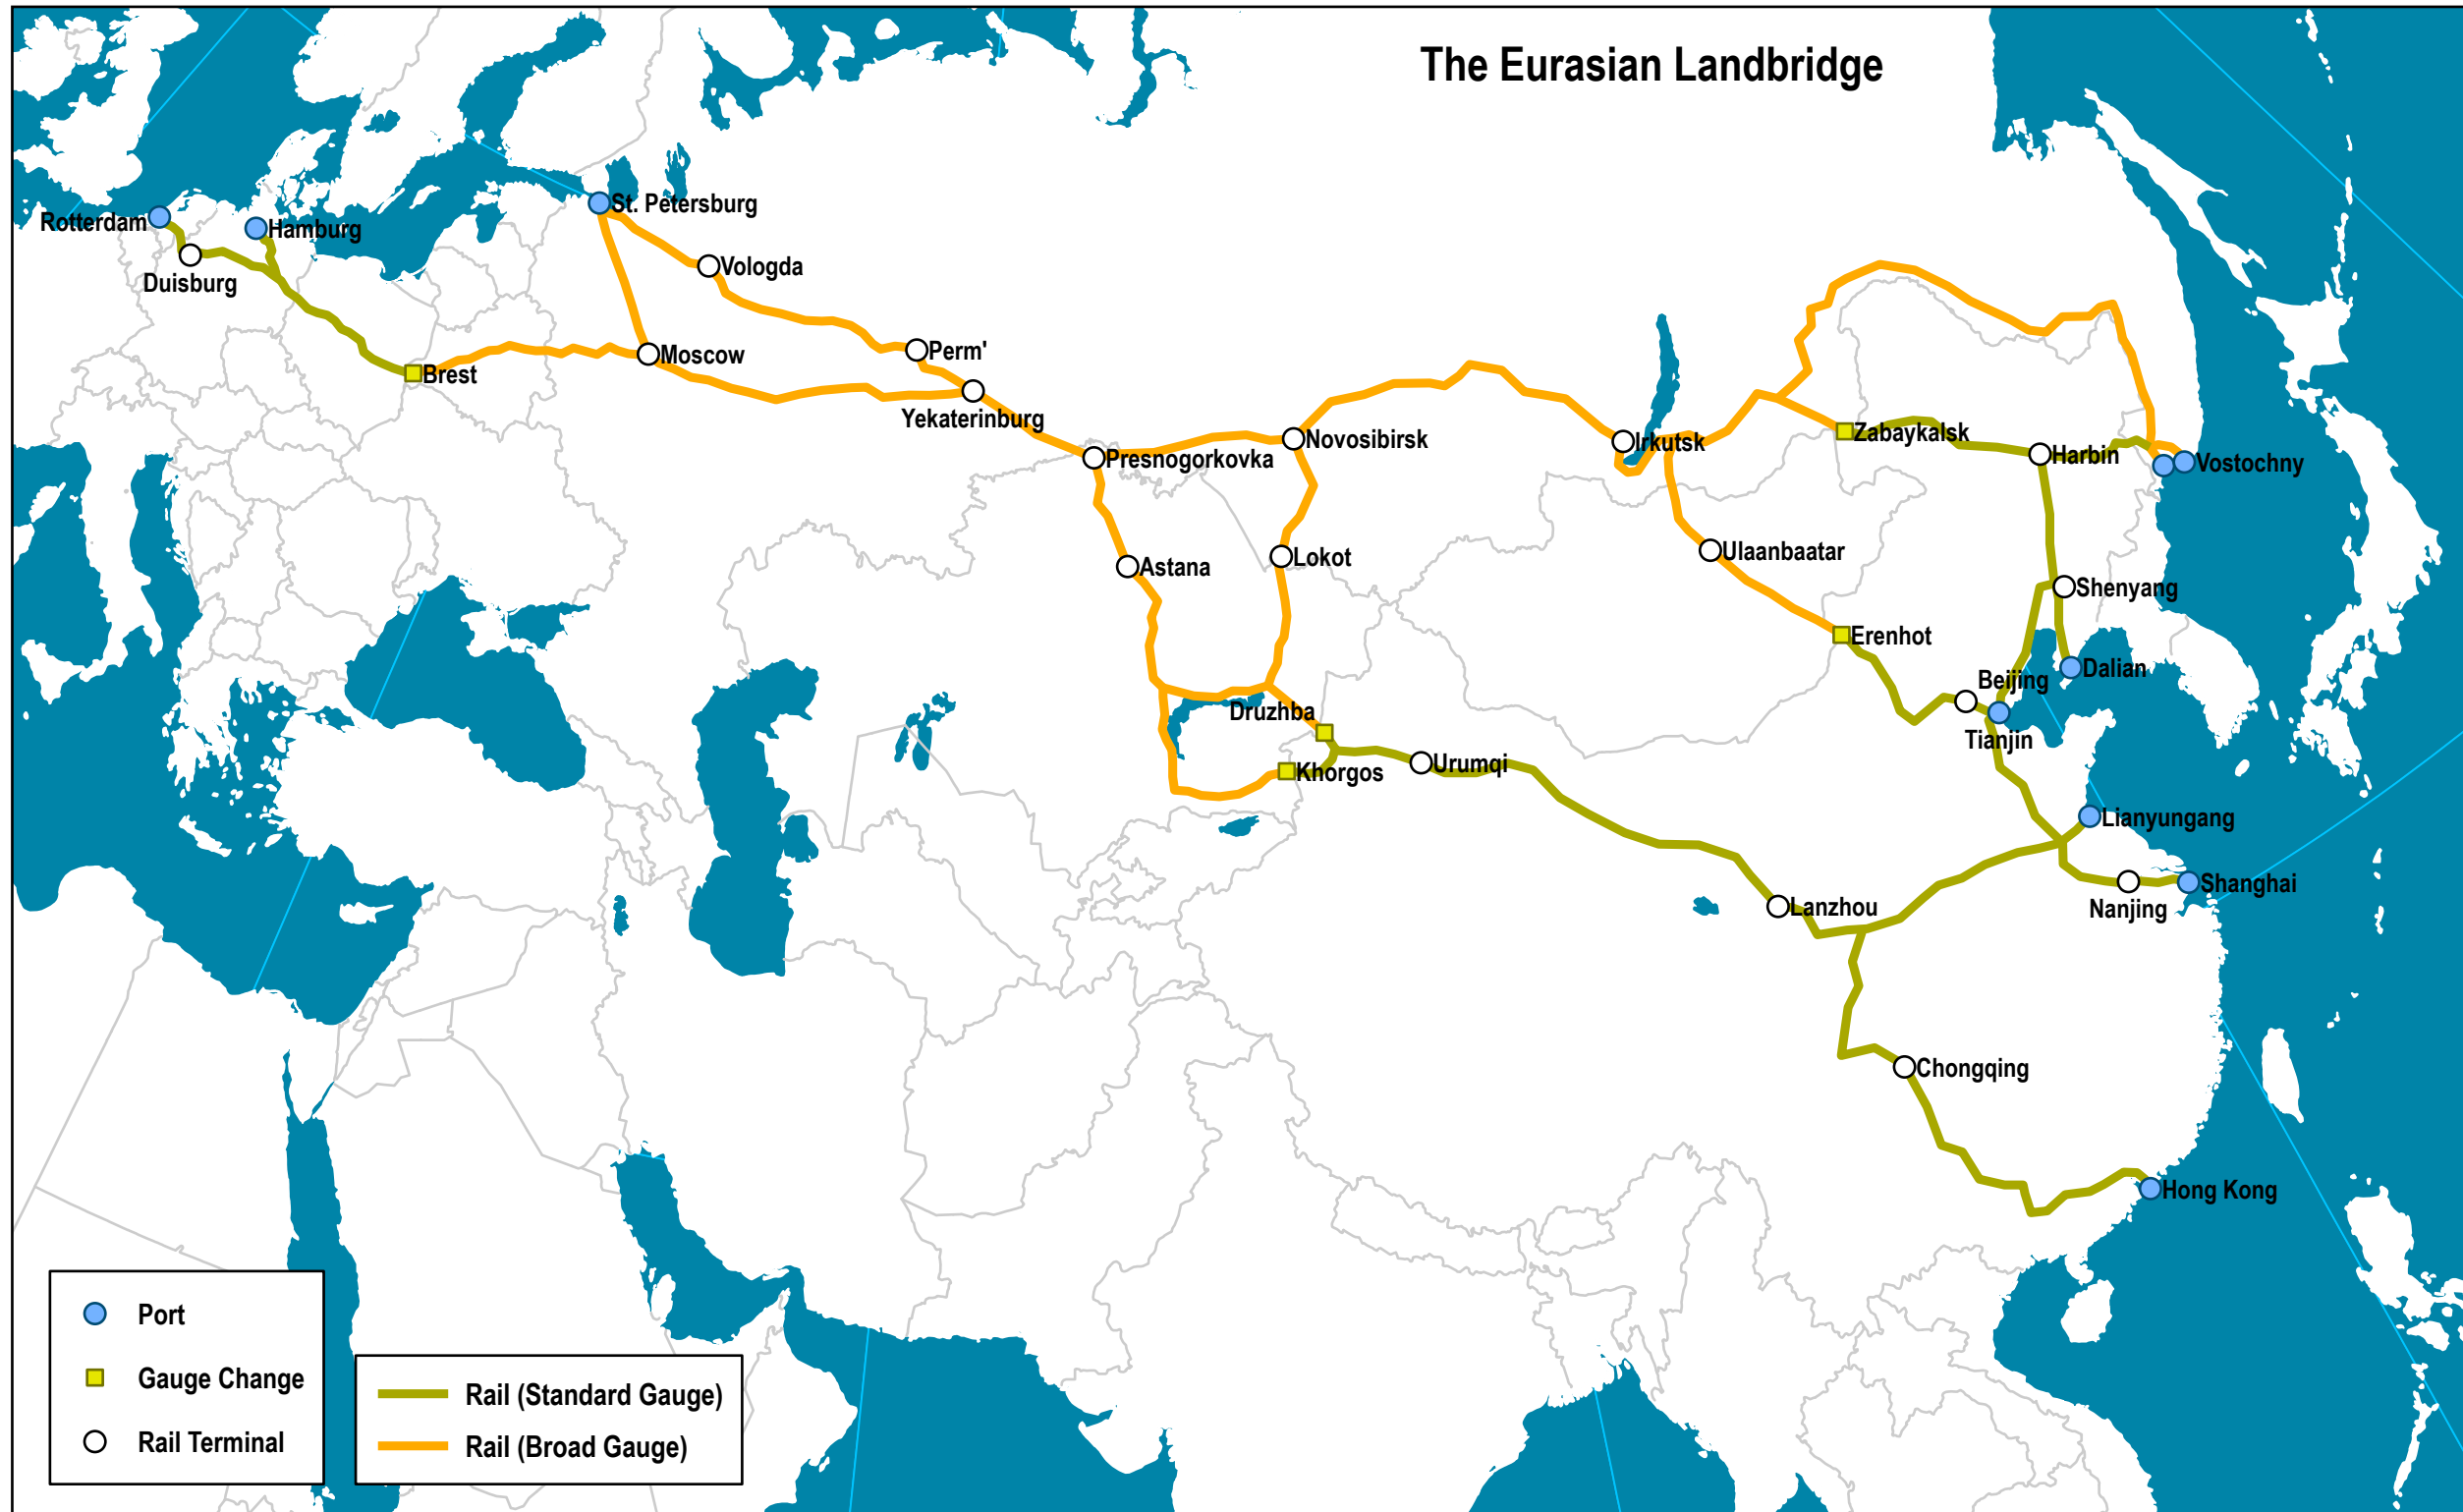 The Eurasian Landbridge
St. Petersburg
Rotterdam
Hamburg
Vologda
Duisburg
Perm'
Moscow
Brest
Yekaterinburg
Presnogorkovka
Novosibirsk
Irkutsk
Zabaykalsk
Harbin
Vostochny
Astana
Lokot
Ulaanbaatar
Shenyang
Erenhot
Dalian
Beijing
Druzhba
Tianjin
Urumqi
Khorgos
Lianyungang
Shanghai
Lanzhou
Nanjing
Chongqing
Hong Kong
Port
Gauge Change
Rail Terminal
Rail (Standard Gauge)
Rail (Broad Gauge)